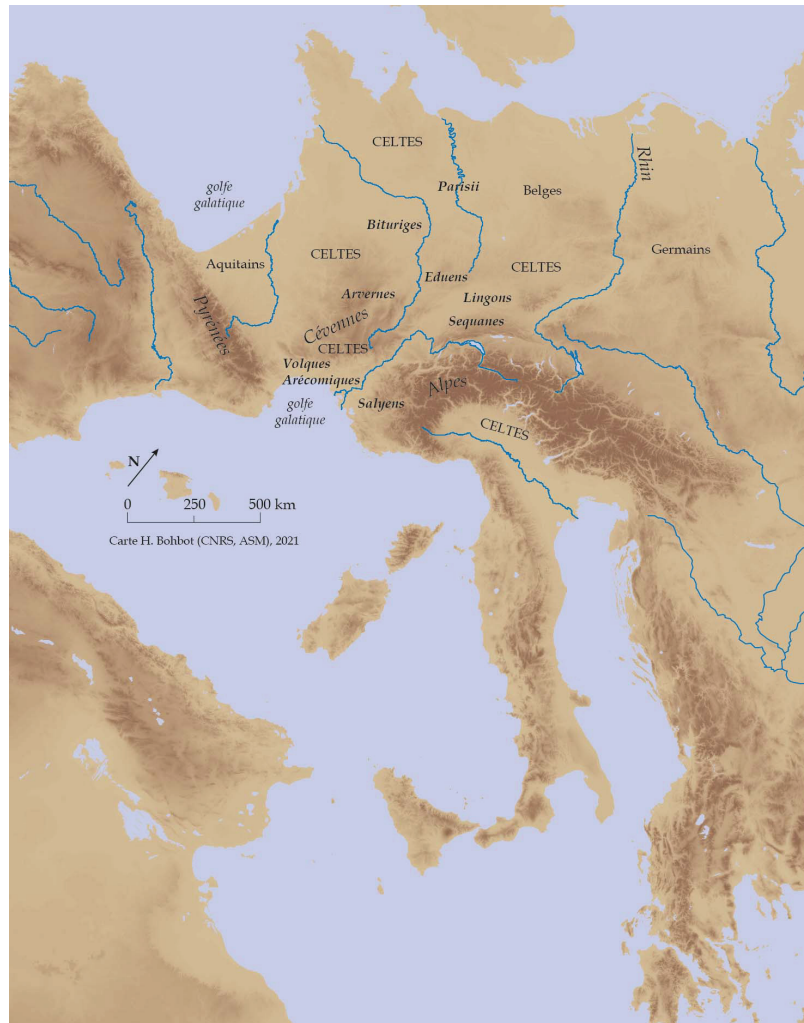 CELTES
Rhin
Parisii
Belges
golfe
galatique
Bituriges
Germains
Aquitains
CELTES
Eduens
CELTES
Arvernes
Lingons
Pyrénées
Cévennes
Sequanes
CELTES
Volques
Arécomiques
Alpes
golfe
galatique
Salyens
CELTES
N
0 250 500 km
Carte H. Bohbot (CNRS, ASM), 2021